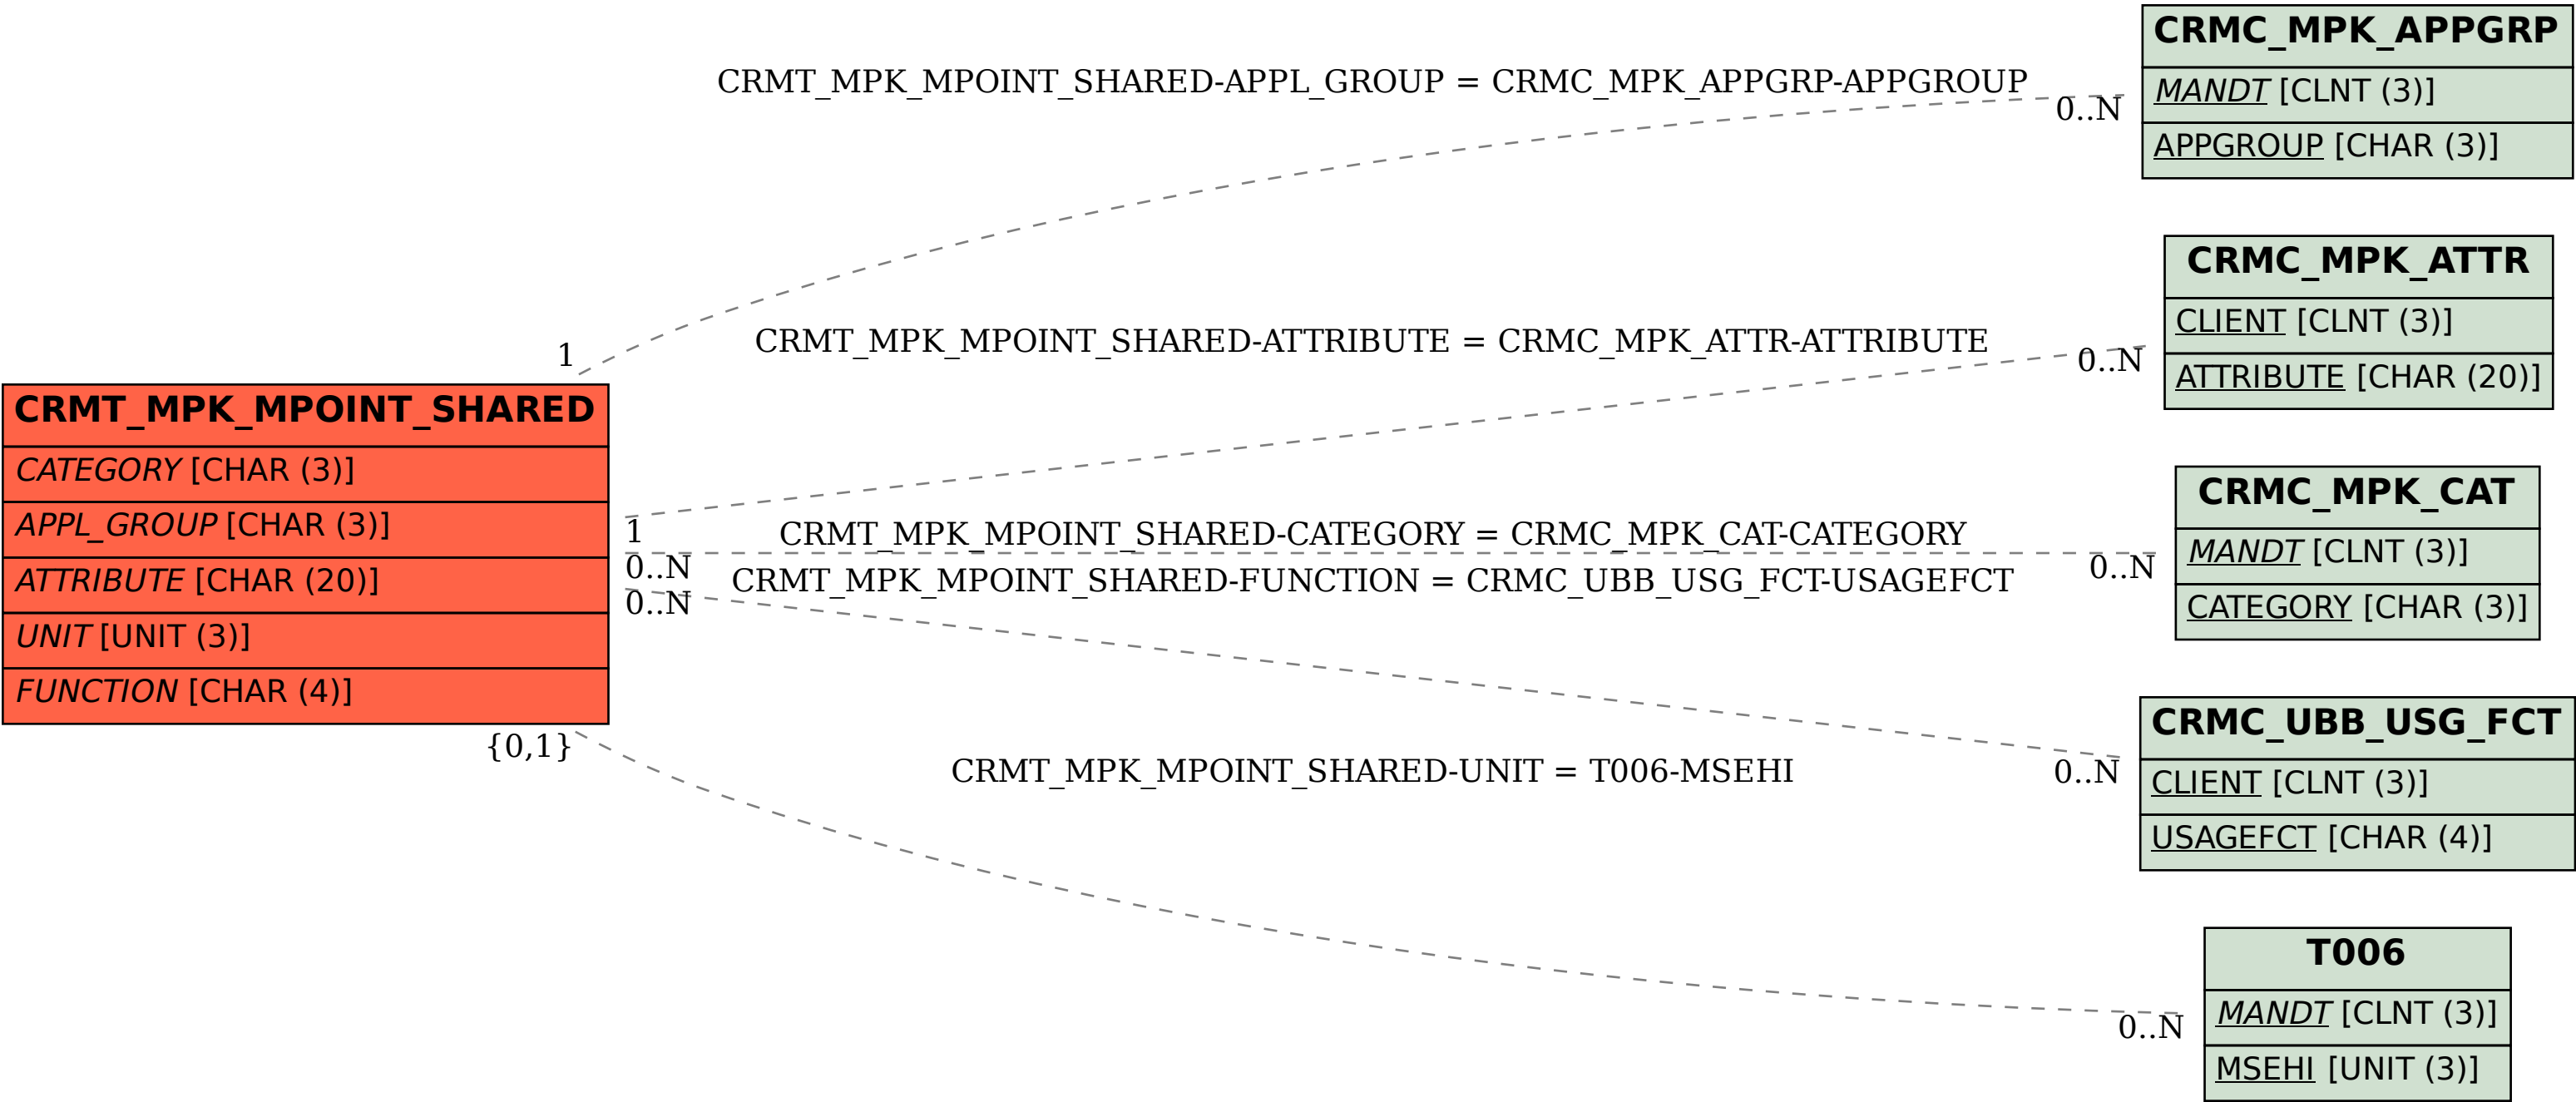 CRMC_MPK_APPGRP
MANDT [CLNT (3)]
APPGROUP [CHAR (3)]
CRMT_MPK_MPOINT_SHARED-APPL_GROUP = CRMC_MPK_APPGRP-APPGROUP
0..N
1
CRMC_MPK_ATTR
CLIENT [CLNT (3)]
ATTRIBUTE [CHAR (20)]
CRMT_MPK_MPOINT_SHARED-ATTRIBUTE = CRMC_MPK_ATTR-ATTRIBUTE
0..N
1
CRMT_MPK_MPOINT_SHARED
CATEGORY [CHAR (3)]
APPL_GROUP [CHAR (3)]
ATTRIBUTE [CHAR (20)]
UNIT [UNIT (3)]
FUNCTION [CHAR (4)]
CRMT_MPK_MPOINT_SHARED-CATEGORY = CRMC_MPK_CAT-CATEGORY
0..N
0..N
CRMC_MPK_CAT
MANDT [CLNT (3)]
CATEGORY [CHAR (3)]
CRMT_MPK_MPOINT_SHARED-FUNCTION = CRMC_UBB_USG_FCT-USAGEFCT
0..N
0..N
CRMC_UBB_USG_FCT
CLIENT [CLNT (3)]
USAGEFCT [CHAR (4)]
{0,1}
CRMT_MPK_MPOINT_SHARED-UNIT = T006-MSEHI
0..N
T006
MANDT [CLNT (3)]
MSEHI [UNIT (3)]